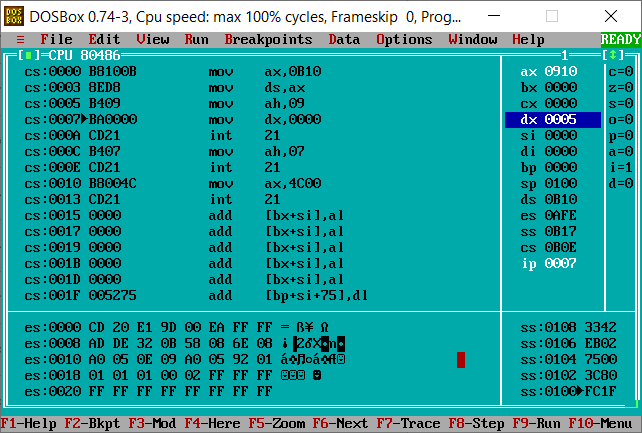 DOSBox 0.74-3, Cpu speed: max 100% cycles, Frameskip 0, Prog...
≡ File Edit View Run Breakpoints Data Options Window Help READY
[■]=CPU 80486 1 [↕]
cs:0000 B8100B mov ax,0B10 ax 0910 c=0
cs:0003 8ED8 mov ds,ax bx 0000 z=0
cs:0005 B409 mov ah,09 cx 0000 s=0
cs:0007►BA0000 mov dx,0000 dx 0005 o=0
cs:000A CD21 int 21 si 0000 p=0
cs:000C B407 mov ah,07 di 0000 a=0
cs:000E CD21 int 21 bp 0000 i=1
cs:0010 B8004C mov ax,4C00 sp 0100 d=0
cs:0013 CD21 int 21 ds 0B10
cs:0015 0000 add [bx+si],al es 0AFE
cs:0017 0000 add [bx+si],al ss 0B17
cs:0019 0000 add [bx+si],al cs 0B0E
cs:001B 0000 add [bx+si],al ip 0007
cs:001D 0000 add [bx+si],al
cs:001F 005275 add [bp+si+75],dl
es:0000 CD 20 E1 9D 00 EA FF FF = ß¥ Ω ss:0108 3342
es:0008 AD DE 32 0B 58 08 6E 08 ss:0106 EB02
es:0010 A0 05 0E 09 A0 05 92 01 ss:0104 7500
es:0018 01 01 01 00 02 FF FF FF ☺☺☺ ☻ ss:0102 3C80
es:0020 FF FF FF FF FF FF FF FF ss:0100►FC1F
F1-Help F2-Bkpt F3-Mod F4-Here F5-Zoom F6-Next F7-Trace F8-Step F9-Run F10-Menu